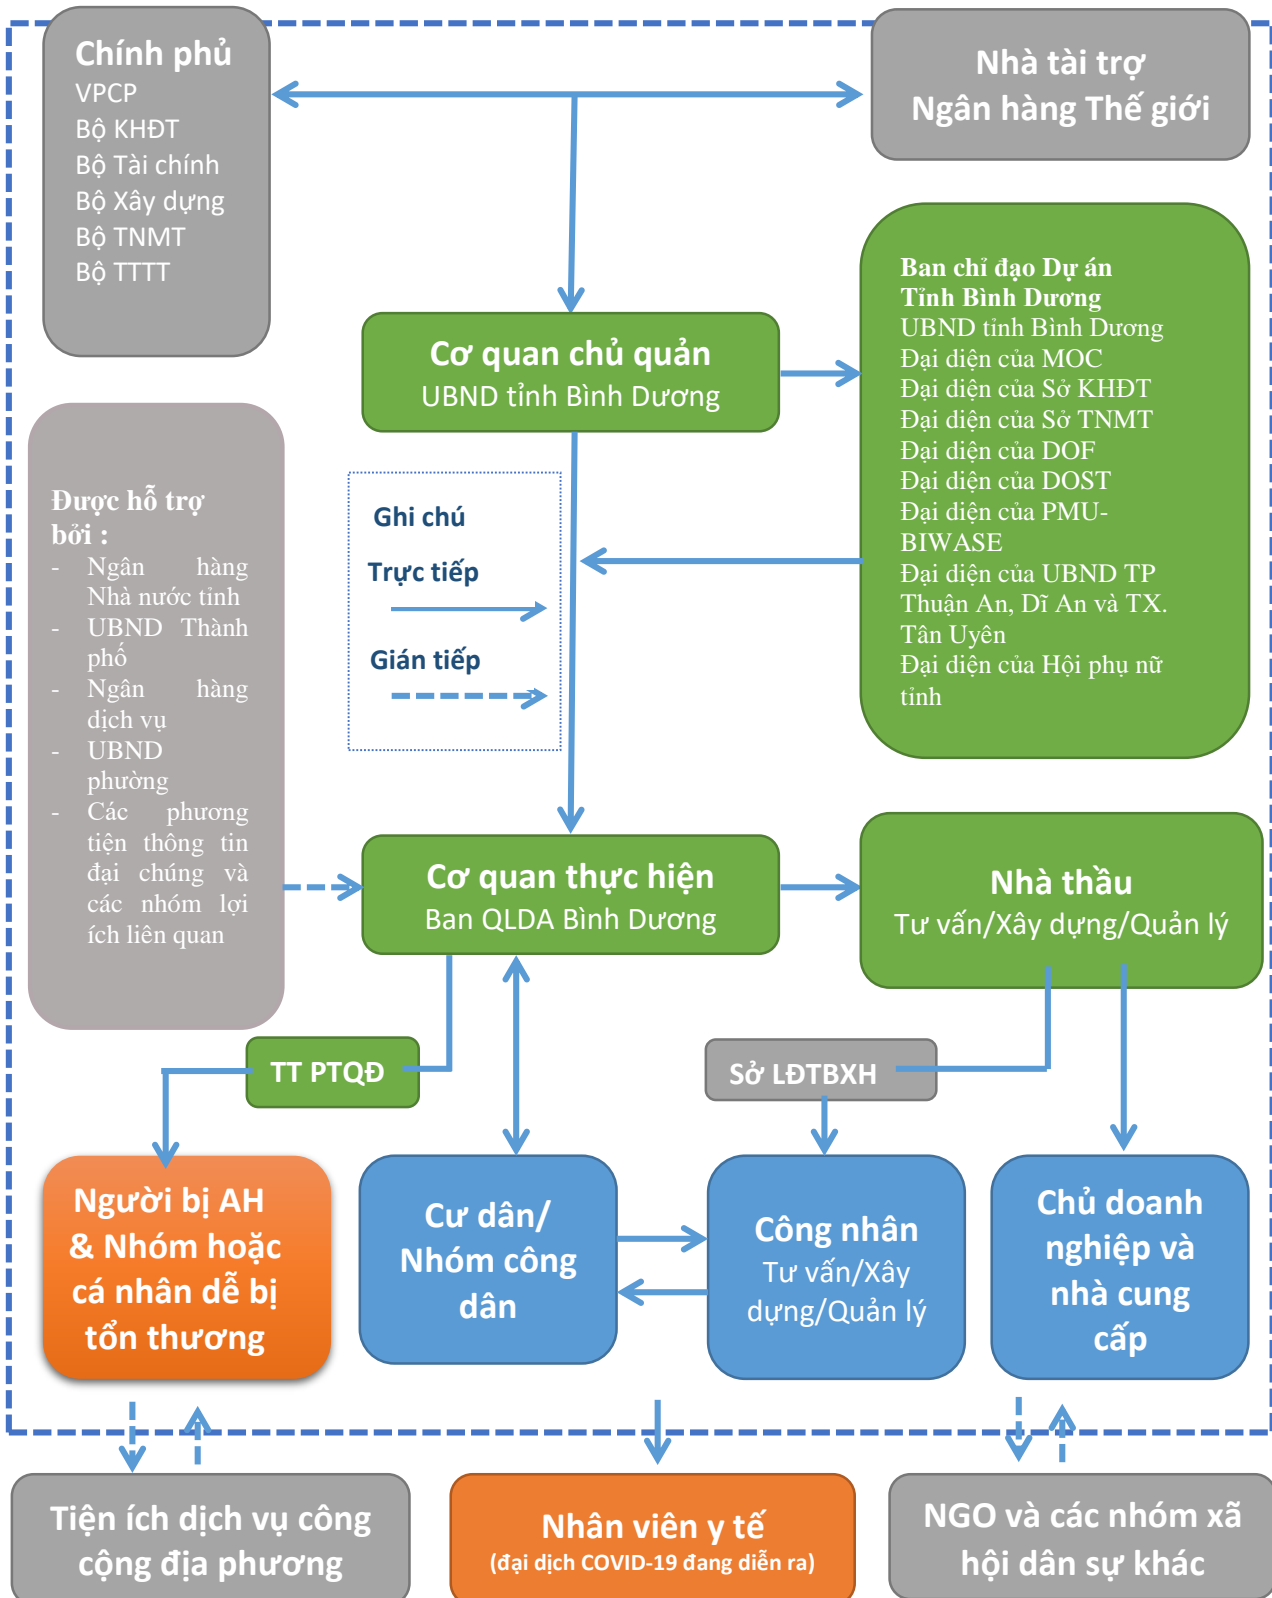 Chính phủ
VPCP
Bộ KHĐT
Bộ Tài chính
Bộ Xây dựng
Bộ TNMT
Bộ TTTT
Nhà tài trợ
Ngân hàng Thế giới
Cơ quan chủ quản
UBND tỉnh Bình Dương
Ban chỉ đạo Dự án
Tỉnh Bình Dương
UBND tỉnh Bình Dương
Đại diện của MOC
Đại diện của Sở KHĐT
Đại diện của Sở TNMT
Đại diện của DOF
Đại diện của DOST
Đại diện của PMU-
BIWASE
Đại diện của UBND TP
Thuận An, Dĩ An và TX.
Tân Uyên
Đại diện của Hội phụ nữ
tỉnh
Được hỗ trợ
bởi :
- Ngân hàng
Nhà nước tỉnh
- UBND Thành
phố
- Ngân hàng
dịch vụ
- UBND
phường
- Các phương
tiện thông tin
đại chúng và
các nhóm lợi
ích liên quan
Ghi chú
Trực tiếp
Gián tiếp
Cơ quan thực hiện
Ban QLDA Bình Dương
Nhà thầu
Tư vấn/Xây dựng/Quản lý
TT PTQĐ
Sở LĐTBXH
Người bị AH
& Nhóm hoặc
cá nhân dễ bị
tổn thương
Cư dân/
Nhóm công
dân
Công nhân
Tư vấn/Xây
dựng/Quản lý
Chủ doanh
nghiệp và
nhà cung
cấp
Tiện ích dịch vụ công
cộng địa phương
Nhân viên y tế
(đại dịch COVID-19 đang diễn ra)
NGO và các nhóm xã
hội dân sự khác